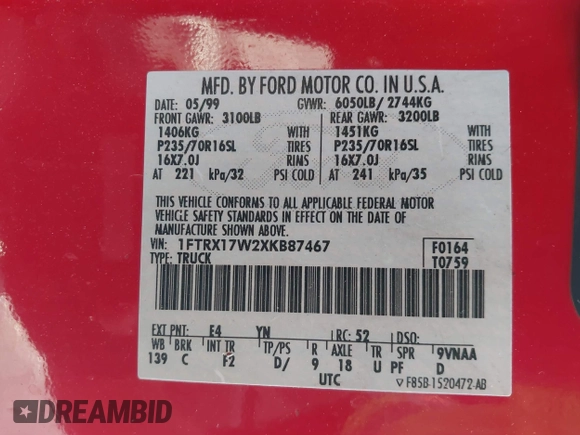 MFD. BY FORD MOTOR CO. IN U.S.A.
DATE: 05/99 GVWR: 6050LB/ 2744KG
FRONT GAWR: 3100LB REAR GAWR: 3200LB
1406KG WITH 1451KG WITH
P235/70R16SL TIRES P235/70R16SL TIRES
16X7.0J RIMS 16X7.0J RIMS
AT 221 kPa/32 PSI COLD AT 241 kPa/35 PSI COLD
THIS VEHICLE CONFORMS TO ALL APPLICABLE FEDERAL MOTOR
VEHICLE SAFETY STANDARDS IN EFFECT ON THE DATE OF
MANUFACTURE SHOWN ABOVE.
VIN: 1FTRX17W2XKB87467 F0164
TYPE: TRUCK T0759
EXT PNT: E4 YN RC: 52 DSO:
WB BRK INT TR TP/PS R AXLE TR SPR 9VNAA
139 C F2 D/ 9 18 U PF D
UTC F85B-1520472-AB
DREAMBID